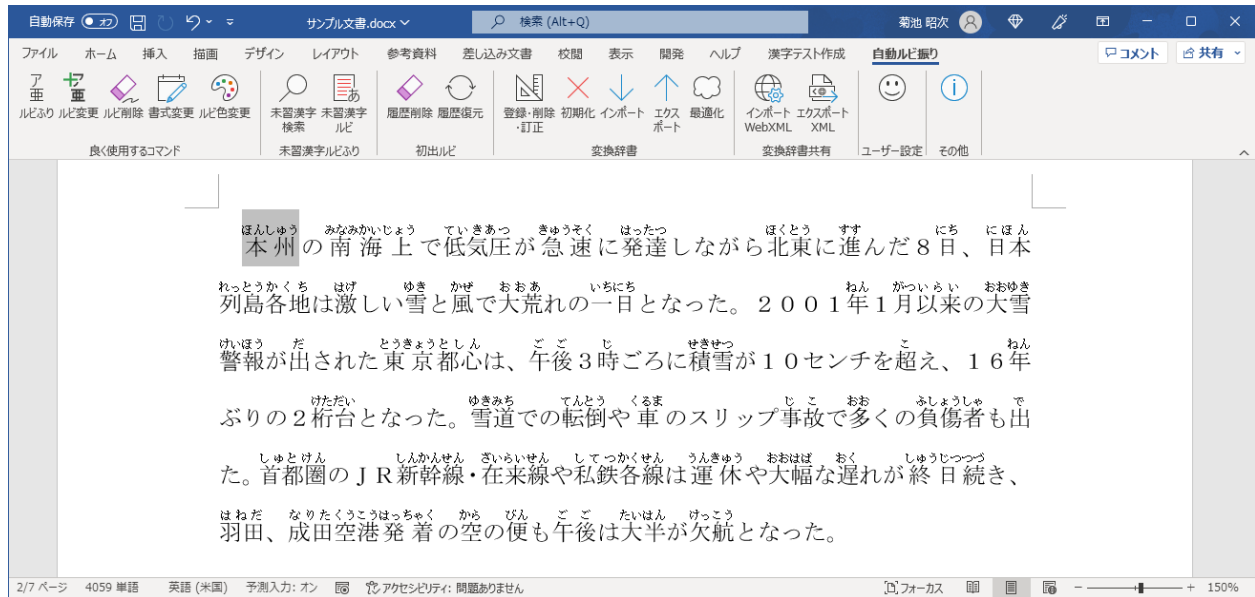 自動保存 オフ サンプル文書.docx 検索 (Alt+Q) 菊池 昭次
ファイル ホーム 挿入 描画 デザイン レイアウト 参考資料 差し込み文書 校閲 表示 開発 ヘルプ 漢字テスト作成 自動ルビ振り コメント 共有
ルビふり ルビ変更 ルビ削除 書式変更 ルビ色変更 未習漢字検索 未習漢字ルビ 履歴削除 履歴復元 登録・削除・訂正 初期化 インポート エクスポート 最適化 インポートWebXML エクスポートXML
良く使用するコマンド 未習漢字ルビふり 初出ルビ 変換辞書 変換辞書共有 ユーザー設定 その他
ほんしゅう みなみかいじょう ていきあつ きゅうそく はったつ ほくとう すす にち にほん
本州の南海上で低気圧が急速に発達しながら北東に進んだ8日、日本
れっとうかくち はげ ゆき かぜ おおあ いちにち ねん がついらい おおゆき
列島各地は激しい雪と風で大荒れの一日となった。2001年1月以来の大雪
けいほう だ とうきょうとしん ごご じ せきせつ こ ねん
警報が出された東京都心は、午後3時ごろに積雪が10センチを超え、16年
けただい ゆきみち てんとう くるま じこ おお ふしょうしゃ で
ぶりの2桁台となった。雪道での転倒や車のスリップ事故で多くの負傷者も出
しゅとけん しんかんせん ざいらいせん してつかくせん うんきゅう おおはば おく しゅうじつつづ
た。首都圏のJR新幹線・在来線や私鉄各線は運休や大幅な遅れが終日続き、
はねだ なりたくうこうはっちゃく から びん ごご たいはん けっこう
羽田、成田空港発着の空の便も午後は大半が欠航となった。
2/7 ページ 4059 単語 英語 (米国) 予測入力: オン アクセシビリティ: 問題ありません フォーカス 150%